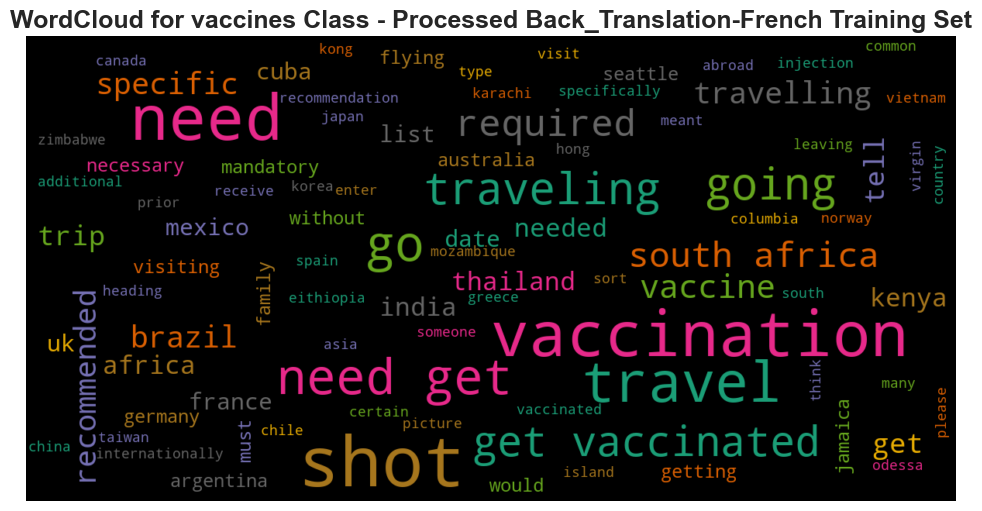 WordCloud for vaccines Class - Processed Back_Translation-French Training Set
common
kong
visit
canada
flying
abroad
injection
type
cuba
seattle
specific
travelling
recommendation
karachi
specifically
vietnam
need
japan
required
meant
list
zimbabwe
hong
leaving
tell
virgin
country
necessary
mandatory
australia
additional
receive
korea
enter
traveling
going
prior
without
columbia
norway
mexico
needed
trip
go
date
mozambique
south africa
spain
visiting
family
thailand
sort
vaccine
heading
recommended
eithiopia
greece
south
india
kenya
someone
vaccination
brazil
uk
asia
africa
need get
travel
think
many
france
vaccinated
please
germany
certain
picture
jamaica
chile
must
taiwan
china
internationally
shot
get vaccinated
get
odessa
argentina
island
getting
would